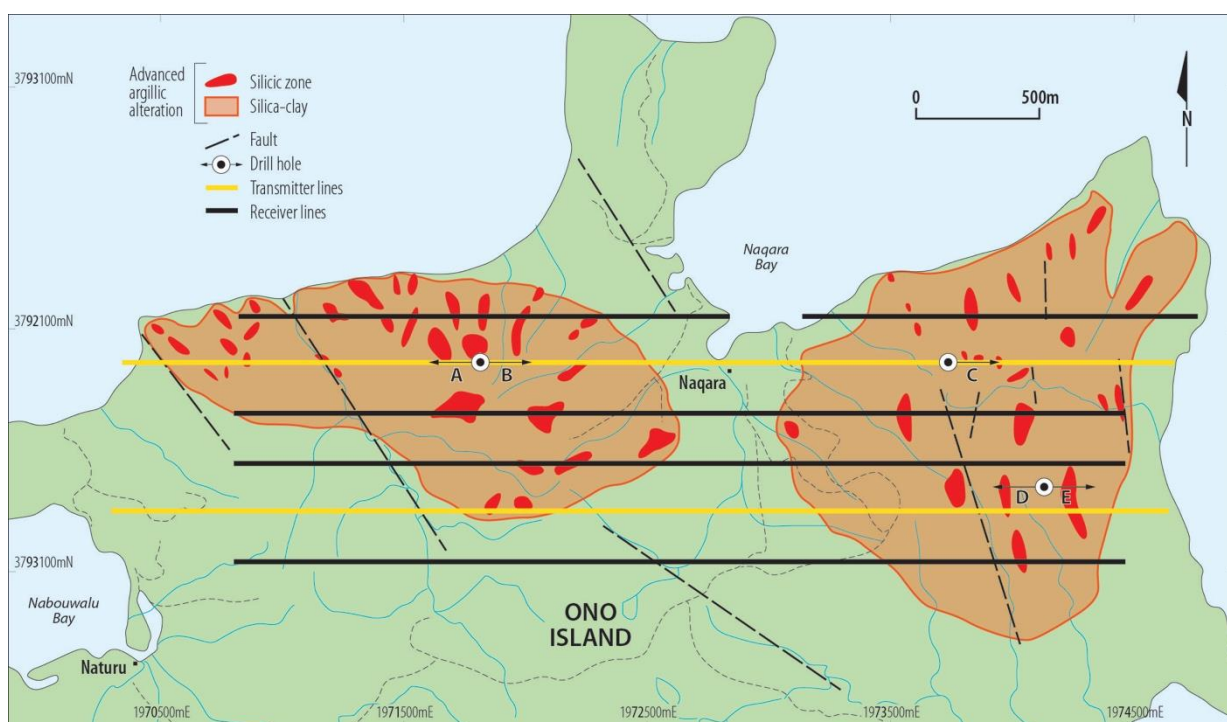 3793100mN
Advanced
argillic
alteration
Silicic zone
Silica-clay
Fault
Drill hole
Transmitter lines
Receiver lines
0 500m
N
Naqara
Bay
3792100mN
A B
C
Naqara
D E
3793100mN
Nabouwalu
Bay
ONO
ISLAND
Naturu
1970500mE 1971500mE 1972500mE 1973500mE 1974500mE